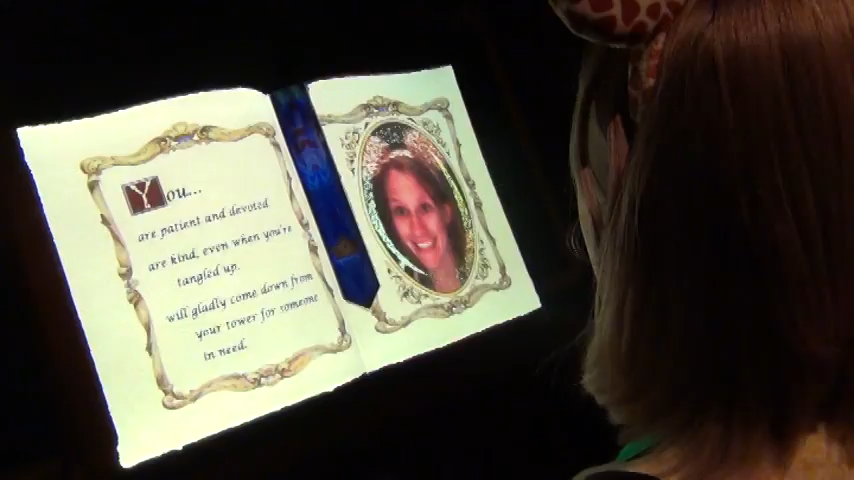 You...
are patient and devoted
are kind, even when you're
tangled up.
will gladly come down from
your tower for someone
in need.